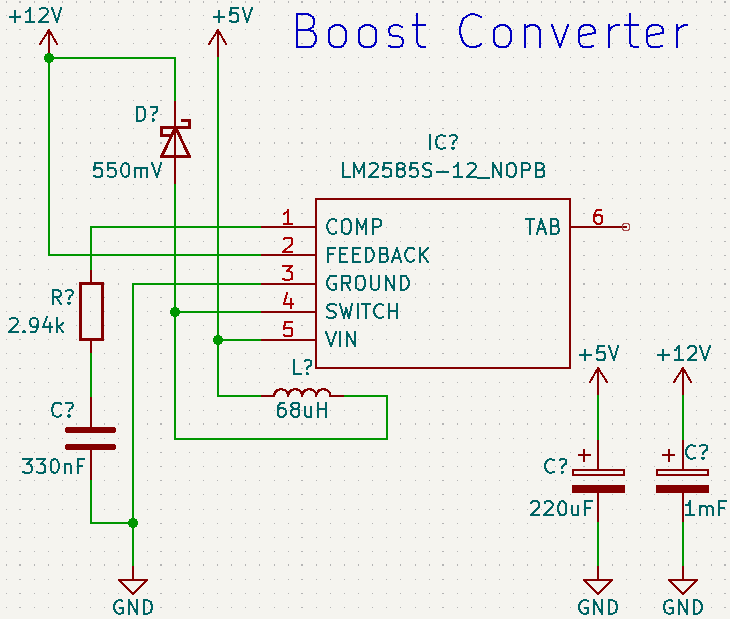 +12V
+5V
Boost Converter
D?
550mV
IC?
LM2585S-12_NOPB
1
COMP
2
FEEDBACK
3
GROUND
4
SWITCH
5
VIN
TAB
6
R?
2.94k
L?
68uH
C?
330nF
GND
+5V
+12V
+
C?
220uF
+
C?
1mF
GND
GND